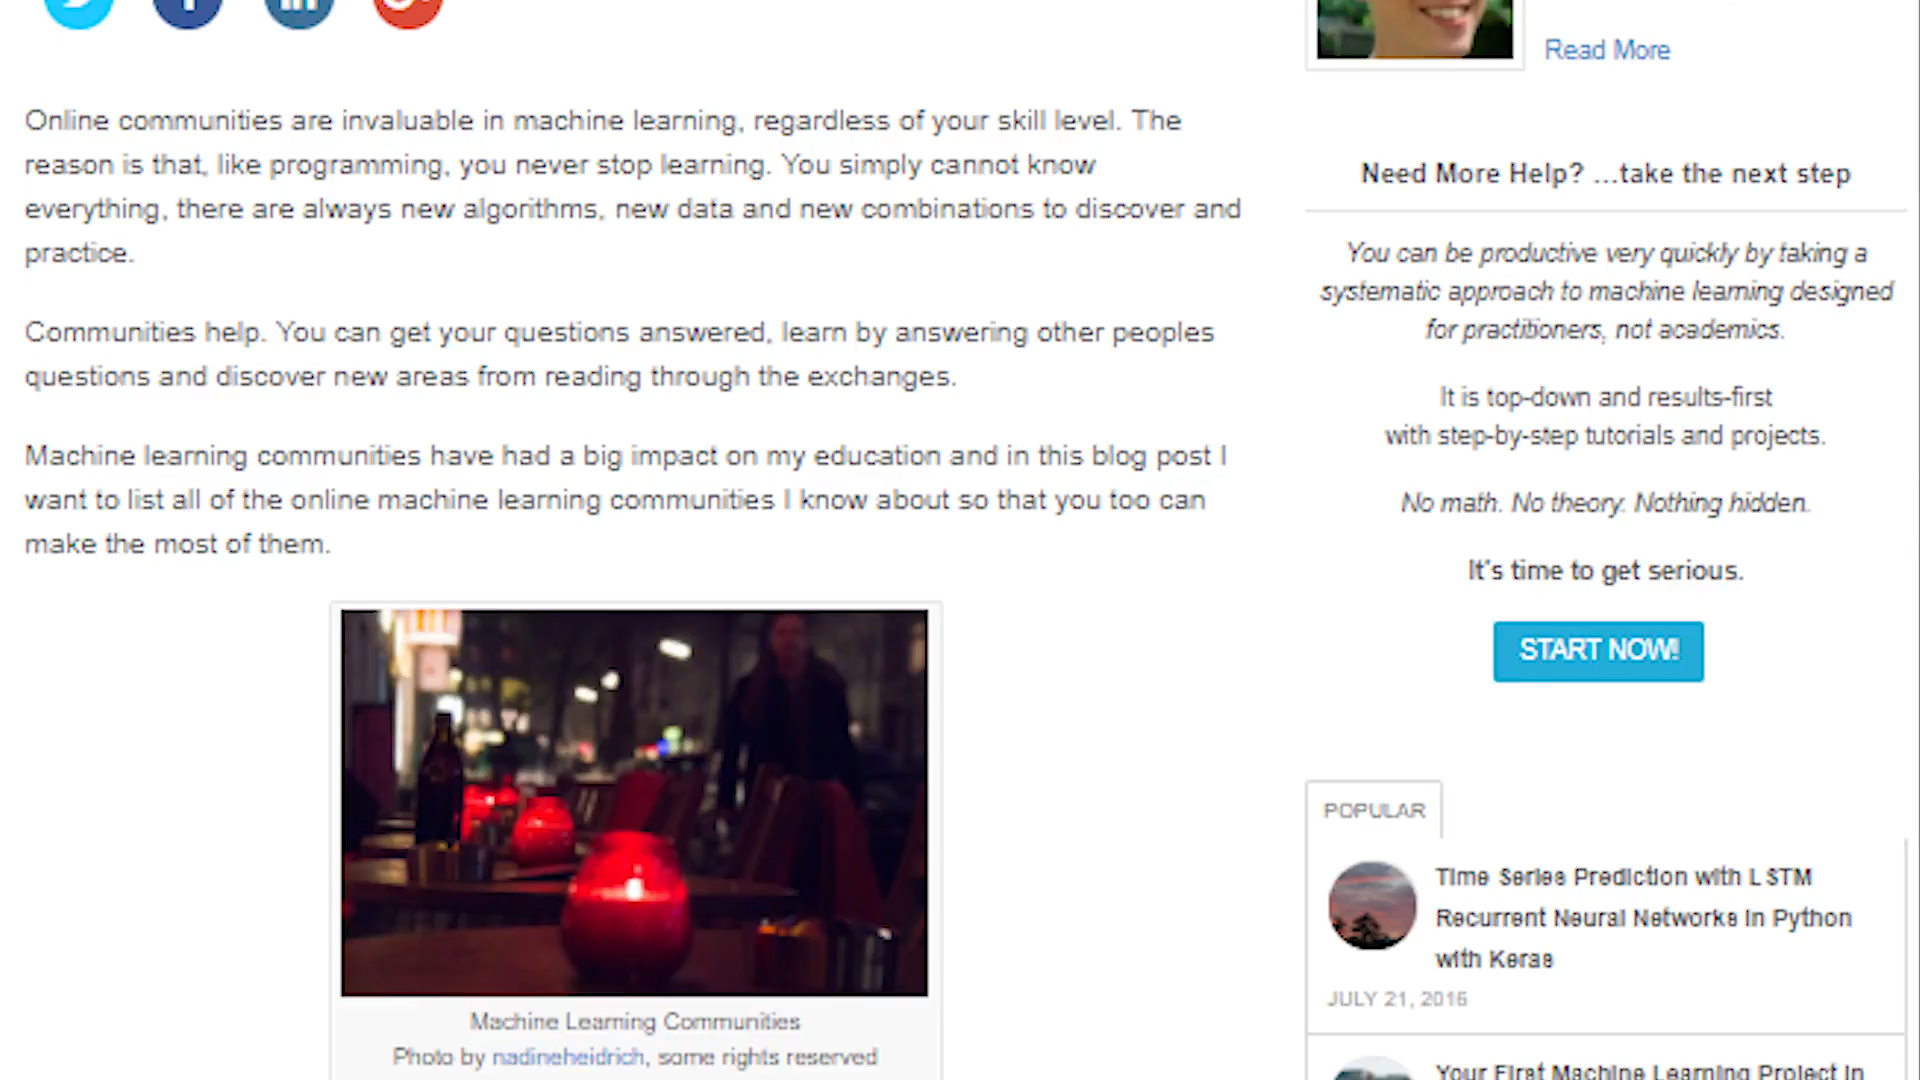 Online communities are invaluable in machine learning, regardless of your skill level. The
reason is that, like programming, you never stop learning. You simply cannot know
everything, there are always new algorithms, new data and new combinations to discover and
practice.
Communities help. You can get your questions answered, learn by answering other peoples
questions and discover new areas from reading through the exchanges.
Machine learning communities have had a big impact on my education and in this blog post I
want to list all of the online machine learning communities I know about so that you too can
make the most of them.
Machine Learning Communities
Photo by nadineheidrich, some rights reserved
Read More
Need More Help? ...take the next step
You can be productive very quickly by taking a
systematic approach to machine learning designed
for practitioners, not academics.
It is top-down and results-first
with step-by-step tutorials and projects.
No math. No theory. Nothing hidden.
It's time to get serious.
START NOW!
POPULAR
Time Series Prediction with LSTM
Recurrent Neural Networks in Python
with Keras
JULY 21, 2016
Your First Machine Learning Project in